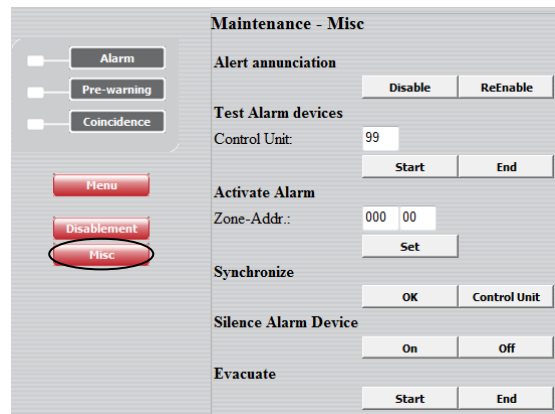 Maintenance - Misc
Alarm
Pre-warning
Coincidence
Menu
Disablement
Misc
Alert annunciation
Disable ReEnable
Test Alarm devices
Control Unit: 99
Start End
Activate Alarm
Zone-Addr.: 000 00
Set
Synchronize
OK Control Unit
Silence Alarm Device
On Off
Evacuate
Start End